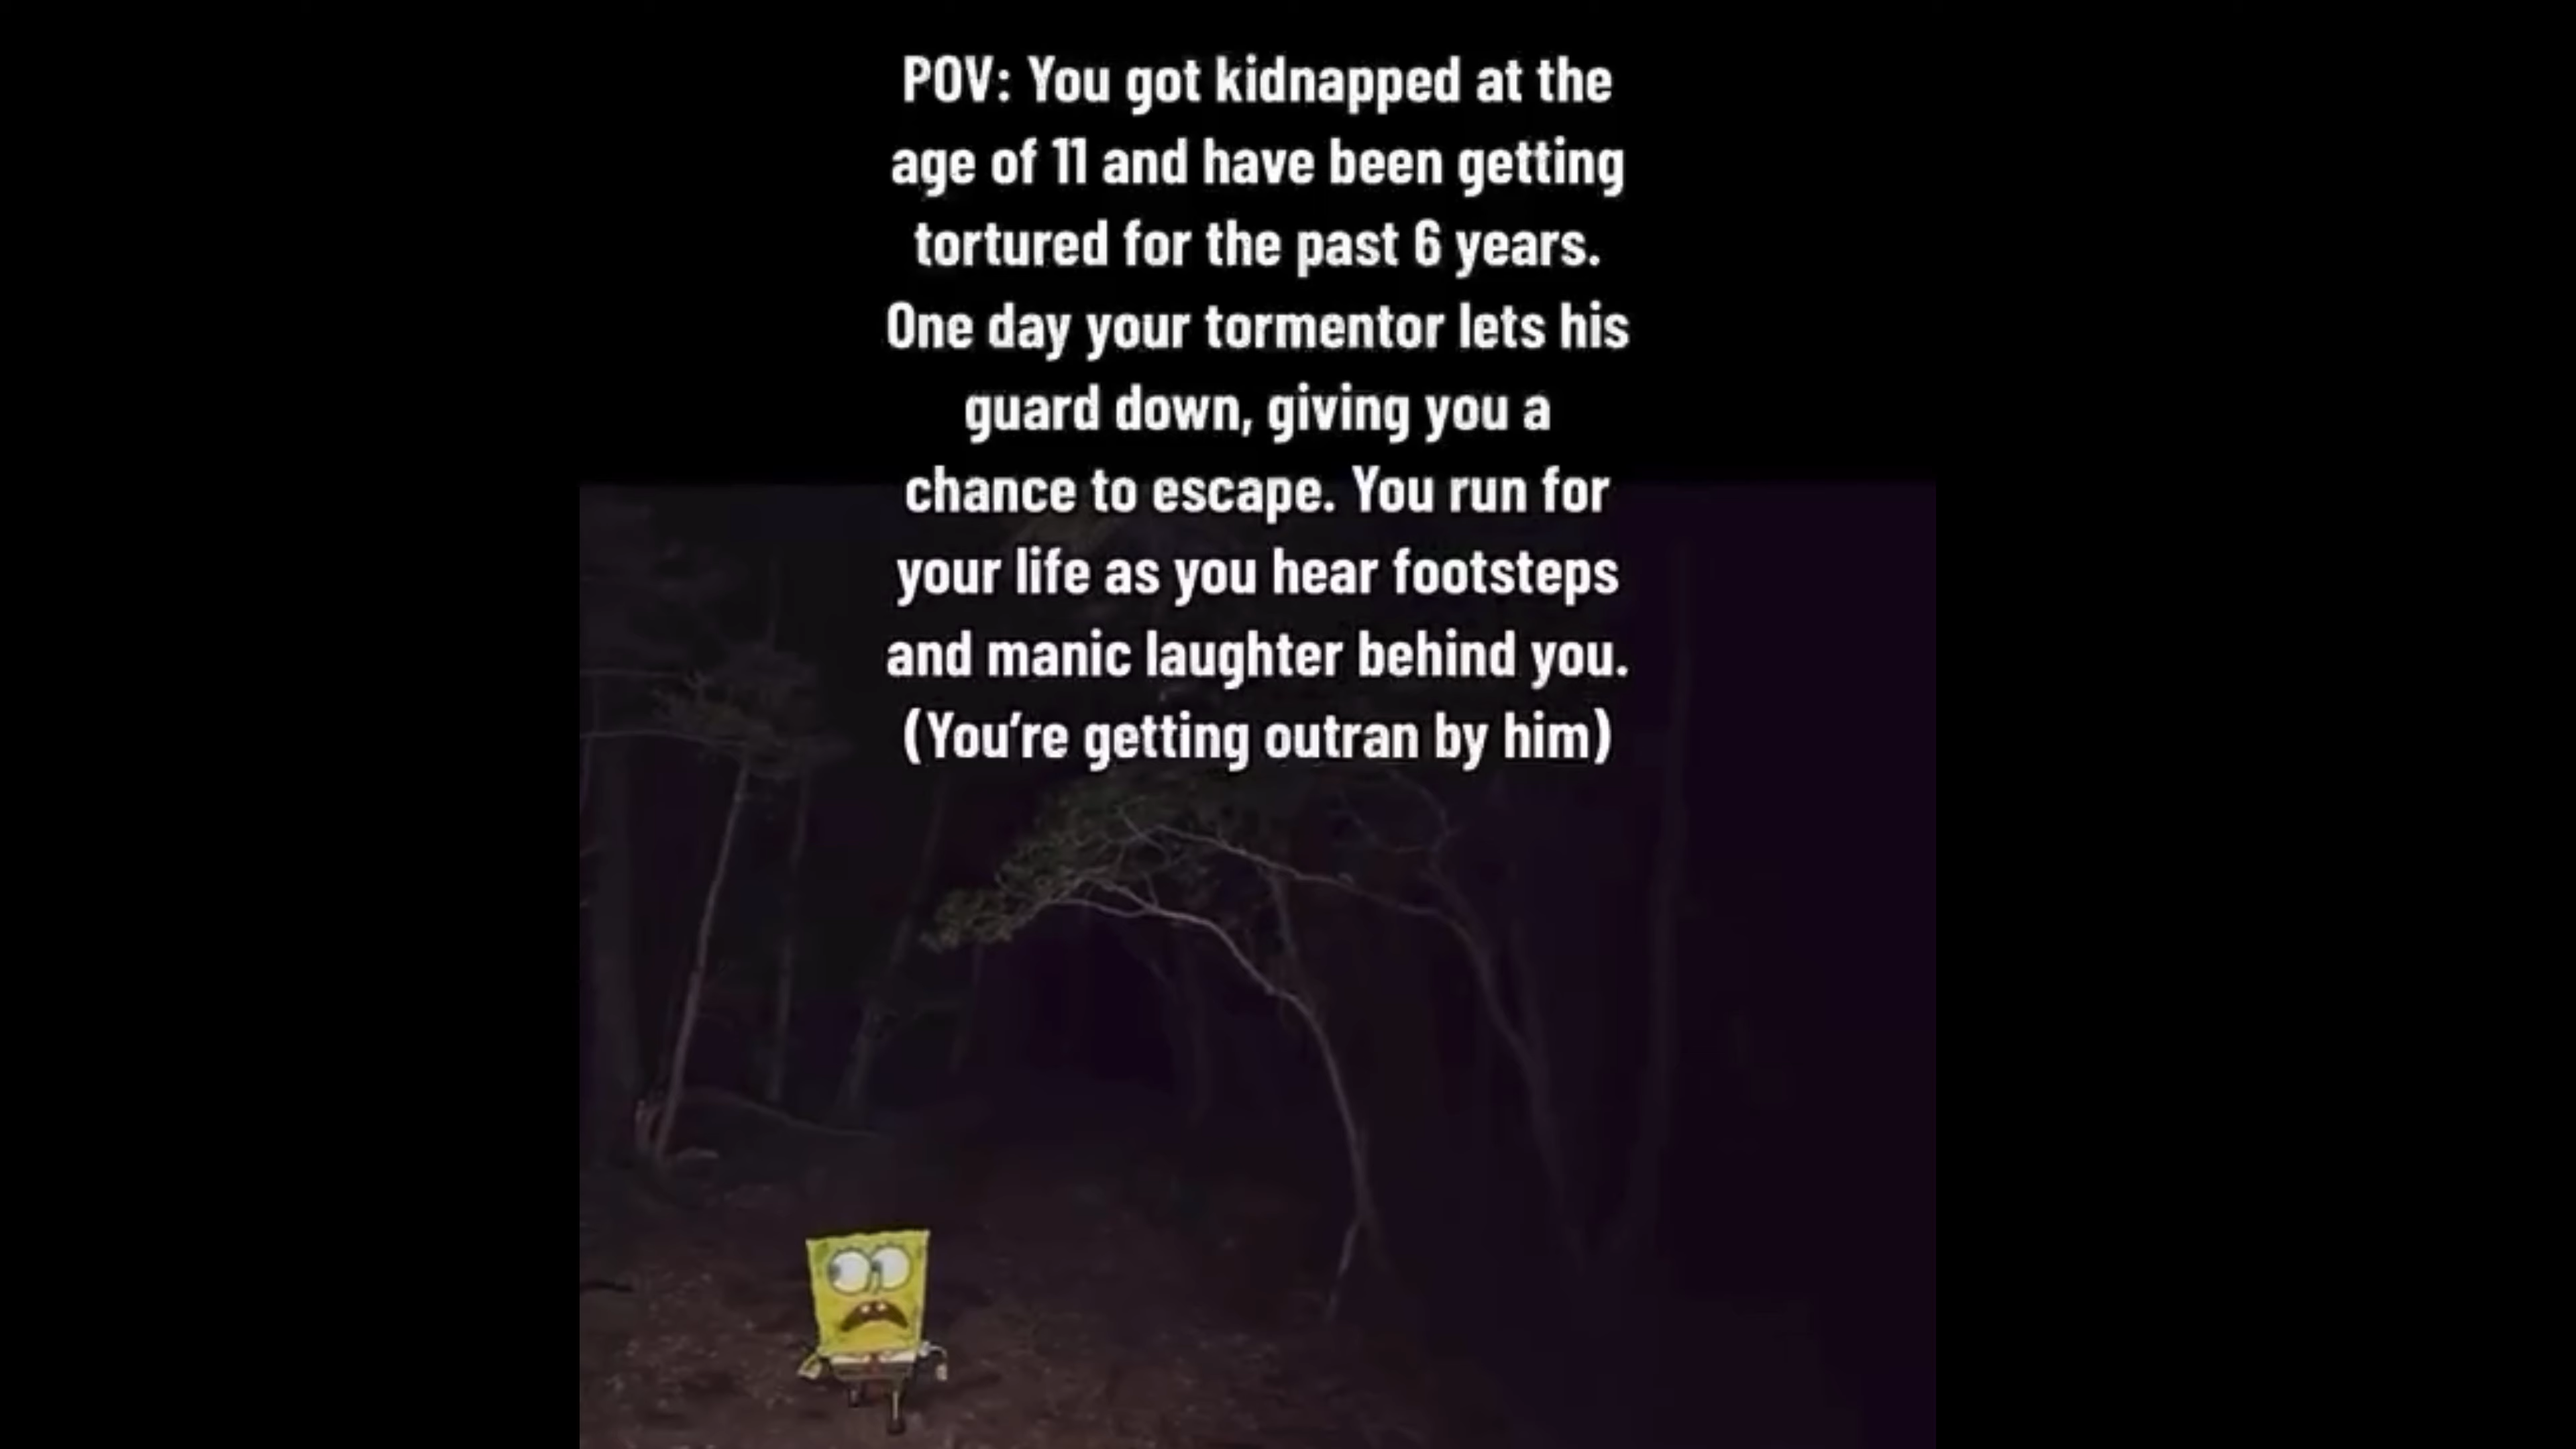 POV: You got kidnapped at the
age of 11 and have been getting
tortured for the past 6 years.
One day your tormentor lets his
guard down, giving you a
chance to escape. You run for
your life as you hear footsteps
and manic laughter behind you.
(You're getting outran by him)